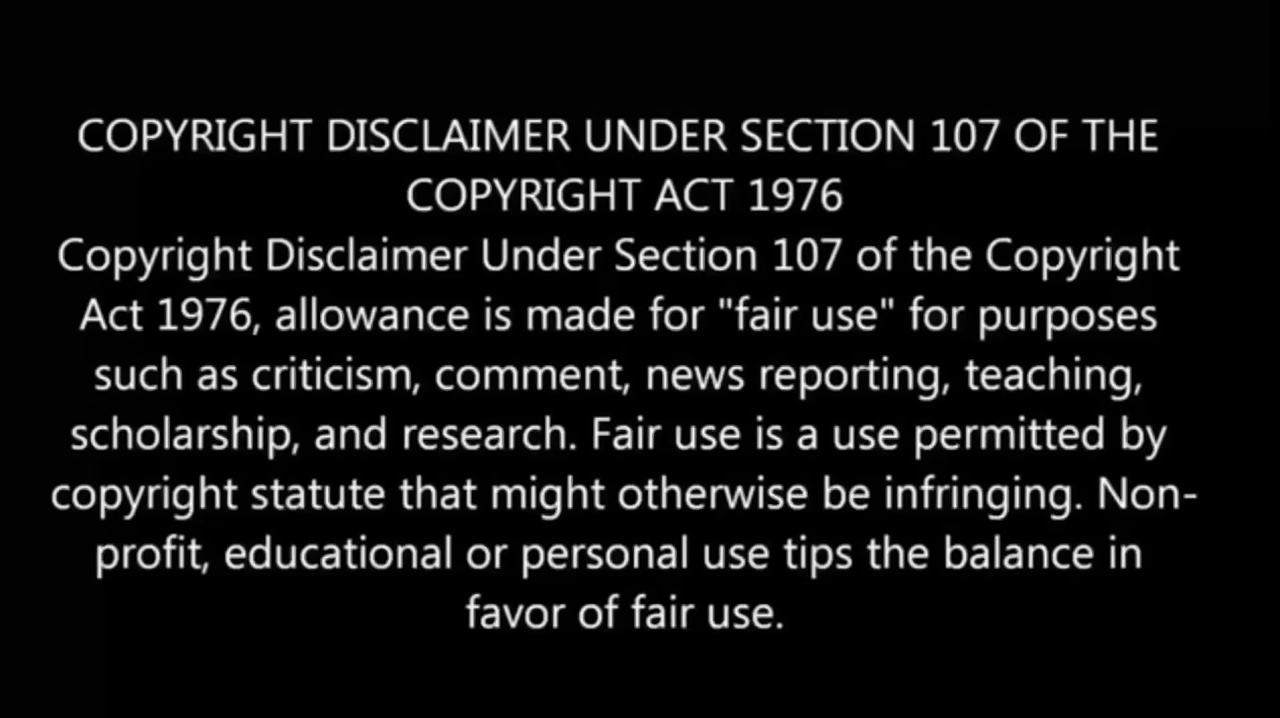 COPYRIGHT DISCLAIMER UNDER SECTION 107 OF THE
COPYRIGHT ACT 1976
Copyright Disclaimer Under Section 107 of the Copyright
Act 1976, allowance is made for "fair use" for purposes
such as criticism, comment, news reporting, teaching,
scholarship, and research. Fair use is a use permitted by
copyright statute that might otherwise be infringing. Non-
profit, educational or personal use tips the balance in
favor of fair use.